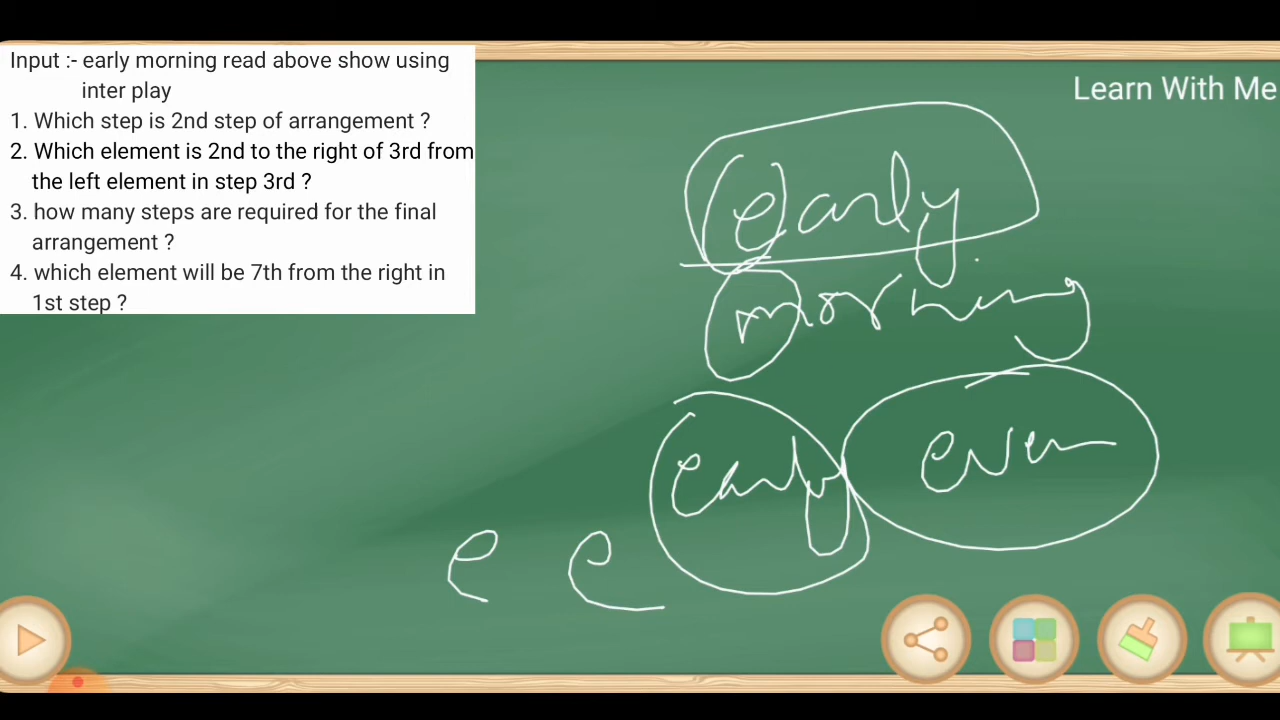 Input :- early morning read above show using
inter play
1. Which step is 2nd step of arrangement ?
2. Which element is 2nd to the right of 3rd from
the left element in step 3rd ?
3. how many steps are required for the final
arrangement ?
4. which element will be 7th from the right in
1st step ?
Learn With Me
early
morning
early even
e e